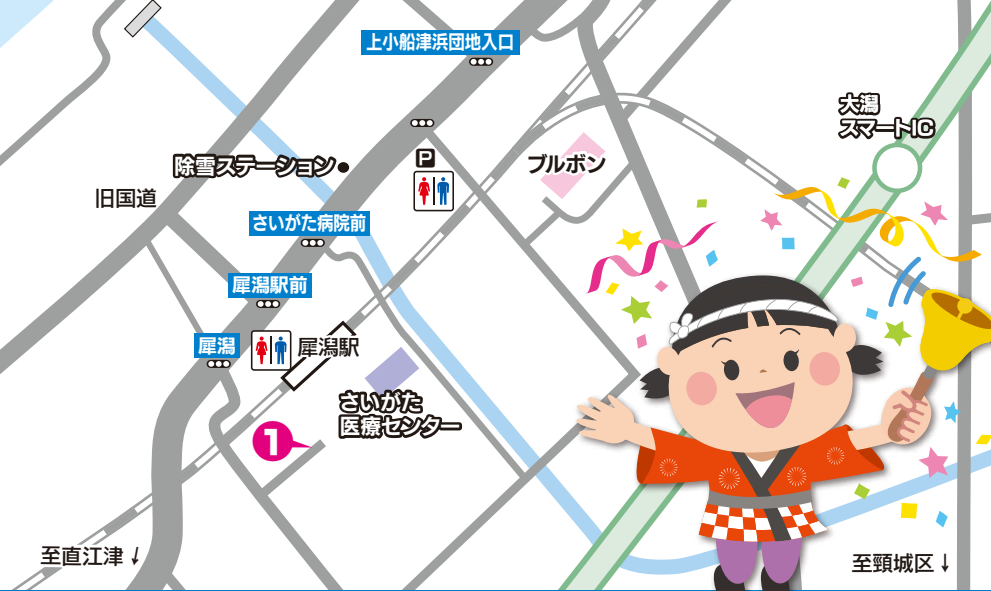 上小船津浜団地入口
大潟
スマートIC
P
除雪ステーション
ブルボン
旧国道
さいがた病院前
犀潟駅前
犀潟
犀潟駅
さいがた
医療センター
1
至直江津↓
至頸城区↓